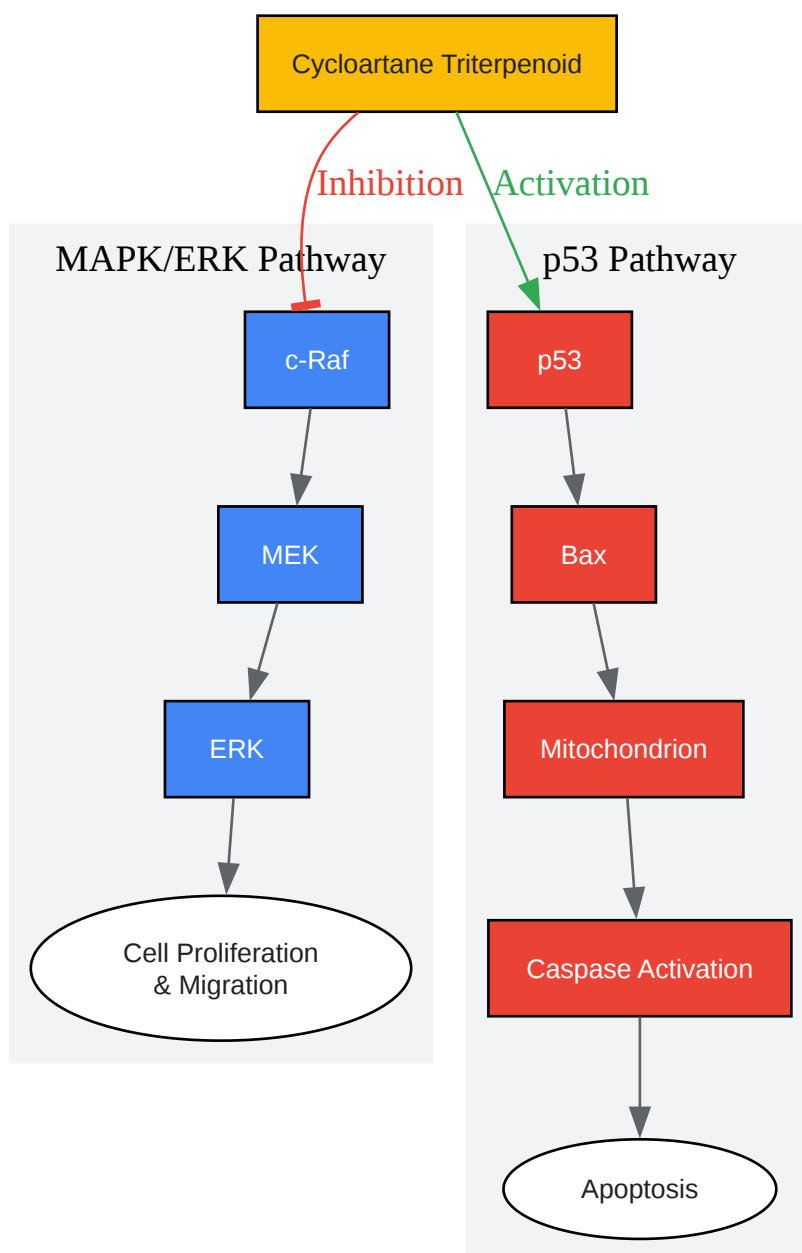 Cycloartane Triterpenoid
Inhibition
Activation
MAPK/ERK Pathway
p53 Pathway
c-Raf
p53
MEK
Bax
ERK
Mitochondrion
Cell Proliferation
& Migration
Caspase Activation
Apoptosis